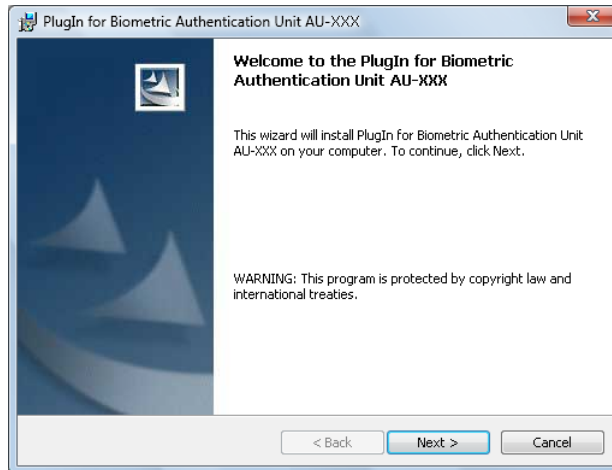 PlugIn for Biometric Authentication Unit AU-XXX
Welcome to the PlugIn for Biometric
Authentication Unit AU-XXX
This wizard will install PlugIn for Biometric Authentication Unit
AU-XXX on your computer. To continue, click Next.
WARNING: This program is protected by copyright law and
international treaties.
< Back
Next >
Cancel